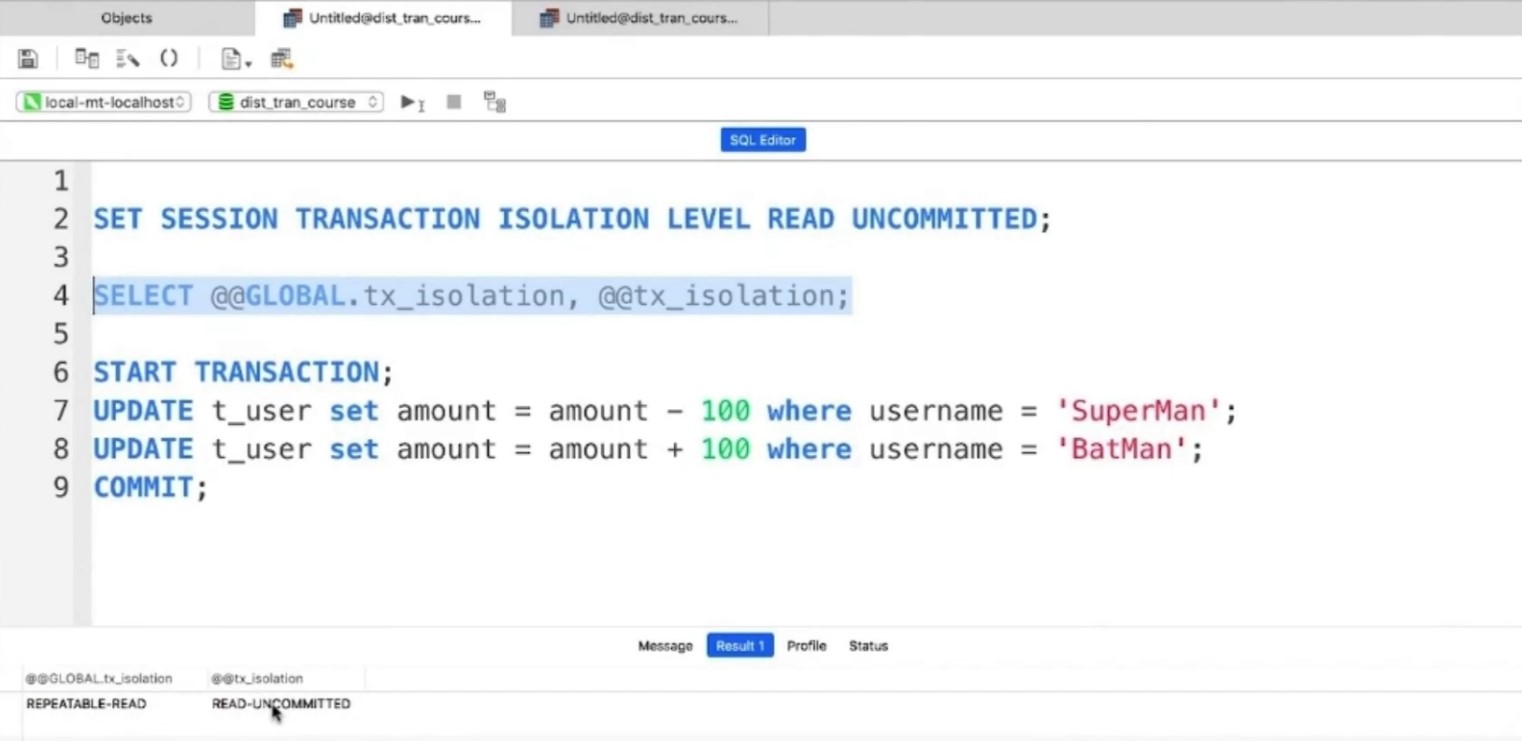 Objects Untitled@dist_tran_cours... Untitled@dist_tran_cours...
local-mt-localhost dist_tran_course
SQL Editor
1
2 SET SESSION TRANSACTION ISOLATION LEVEL READ UNCOMMITTED;
3
4 SELECT @@GLOBAL.tx_isolation, @@tx_isolation;
5
6 START TRANSACTION;
7 UPDATE t_user set amount = amount - 100 where username = 'SuperMan';
8 UPDATE t_user set amount = amount + 100 where username = 'BatMan';
9 COMMIT;
Message Result 1 Profile Status
@@GLOBAL.tx_isolation @@tx_isolation
REPEATABLE-READ READ-UNCOMMITTED